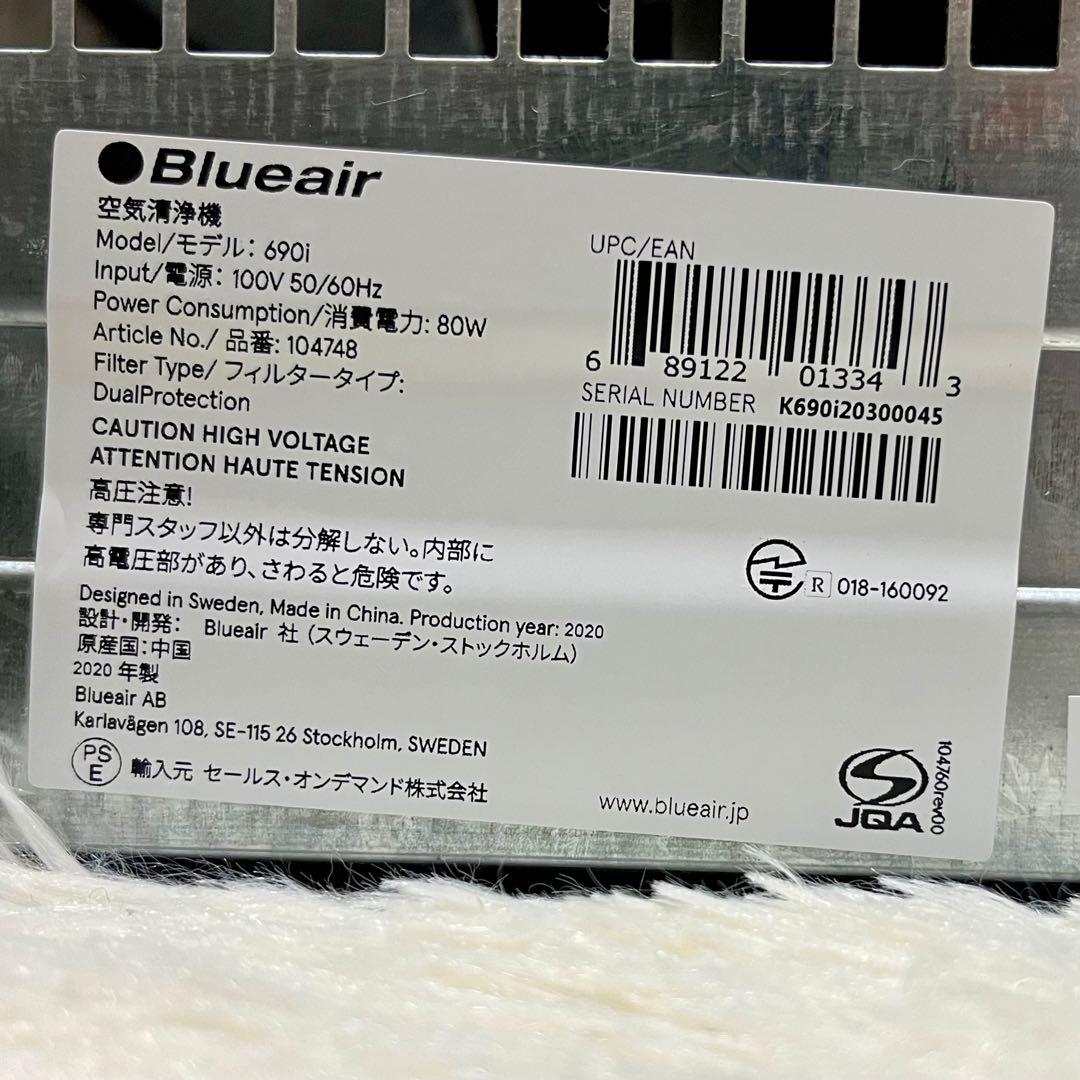 Blueair
空気清浄機
Model/モデル: 690i
Input/電源: 100V 50/60Hz
Power Consumption/消費電力: 80W
Article No./ 品番: 104748
Filter Type/ フィルタータイプ:
DualProtection
CAUTION HIGH VOLTAGE
ATTENTION HAUTE TENSION
高圧注意!
専門スタッフ以外は分解しない。内部に
高電圧部があり、さわると危険です。
Designed in Sweden, Made in China. Production year: 2020
設計・開発: Blueair 社 (スウェーデン・ストックホルム)
原産国:中国
2020 年製
Blueair AB
Karlavägen 108, SE-115 26 Stockholm, SWEDEN
PS E 輸入元 セールス・オンデマンド株式会社
UPC/EAN
6 89122 01334 3
SERIAL NUMBER K690i20300045
R 018-160092
www.blueair.jp
JQA
104760rev00